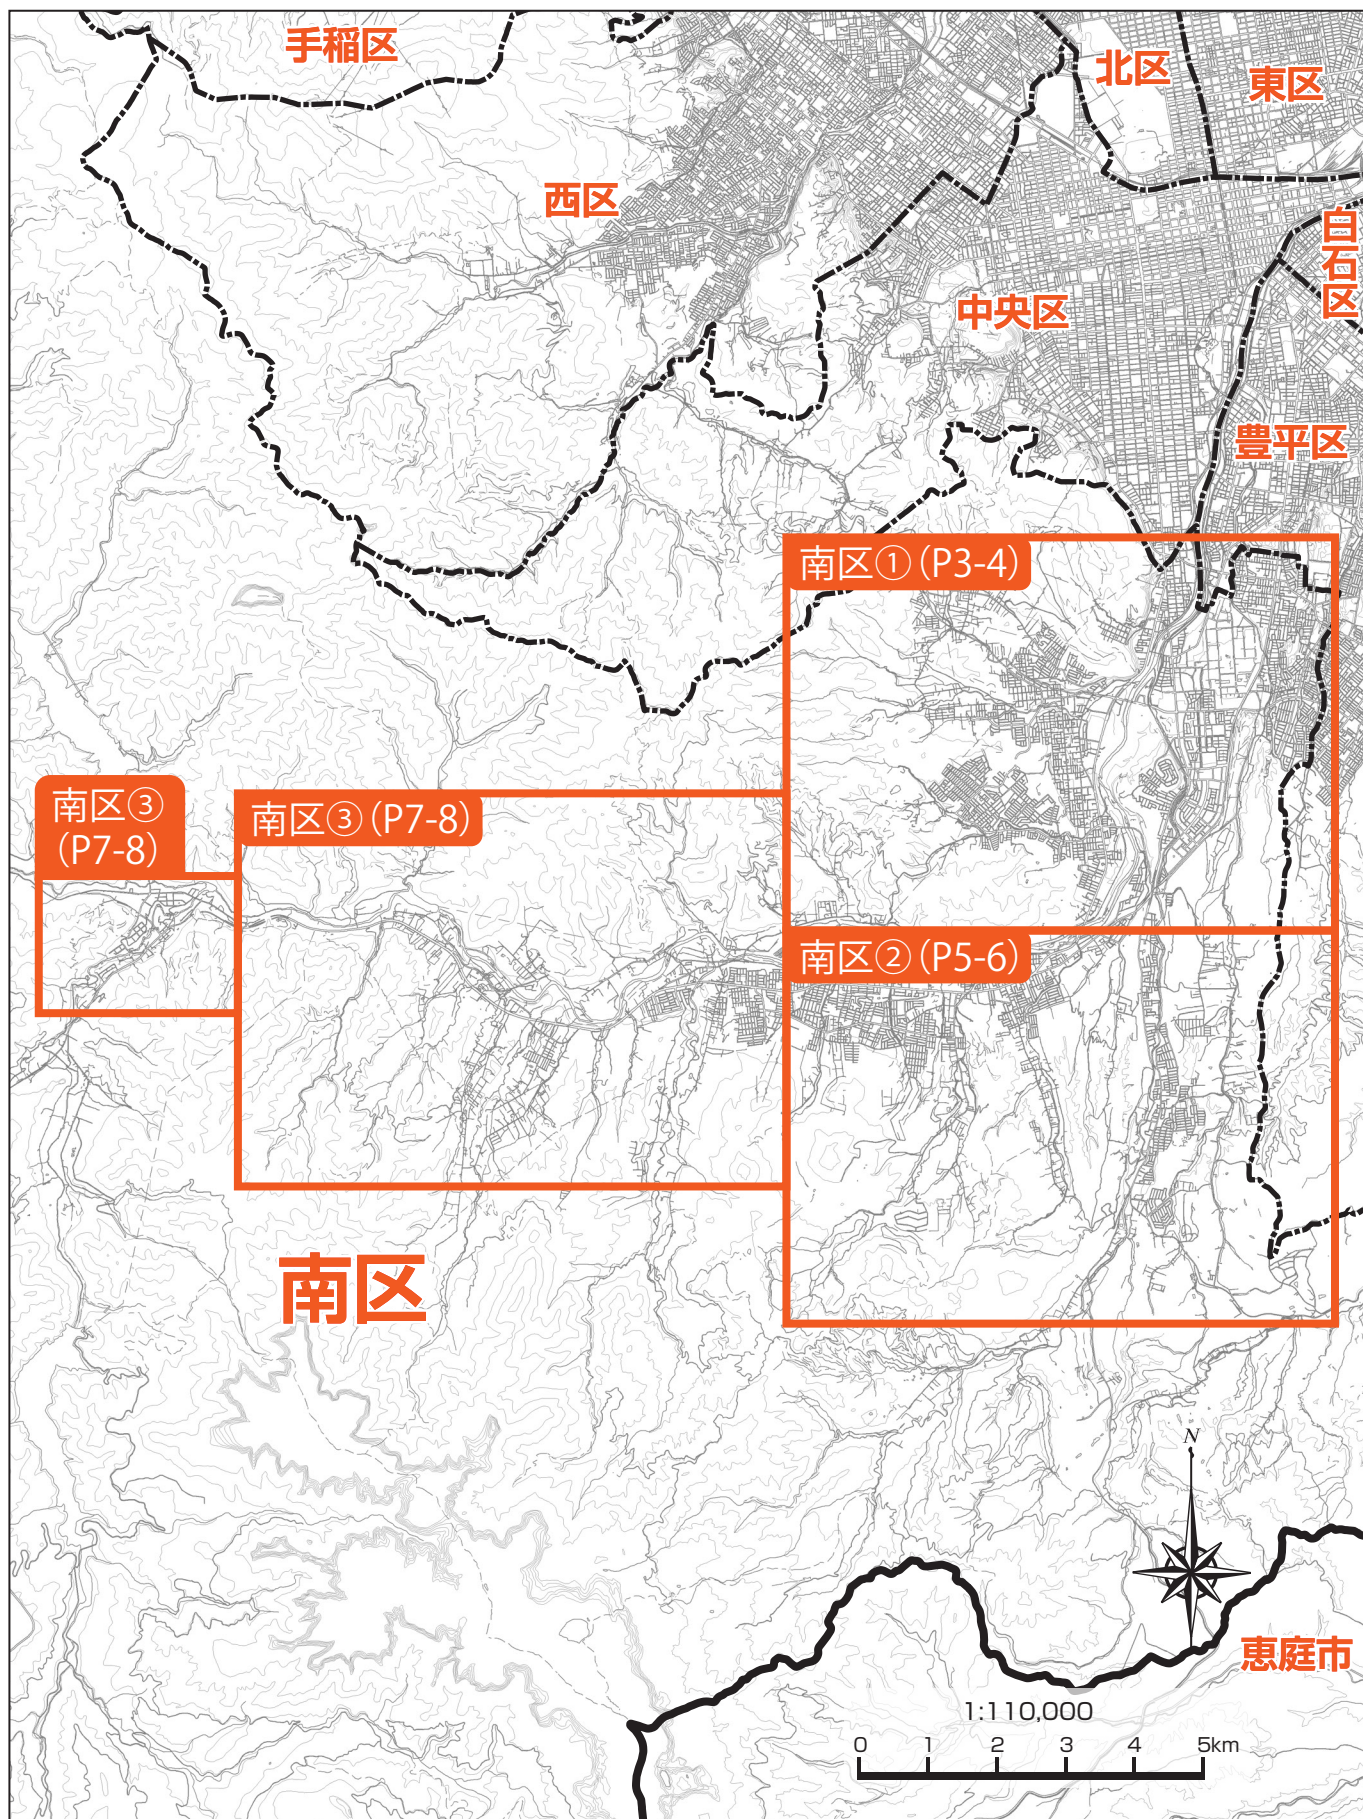 手稲区
北区
東区
西区
白石区
中央区
豊平区
南区①(P3-4)
南区③
(P7-8)
南区③(P7-8)
南区②(P5-6)
南区
N
恵庭市
1:110,000
0 1 2 3 4 5km